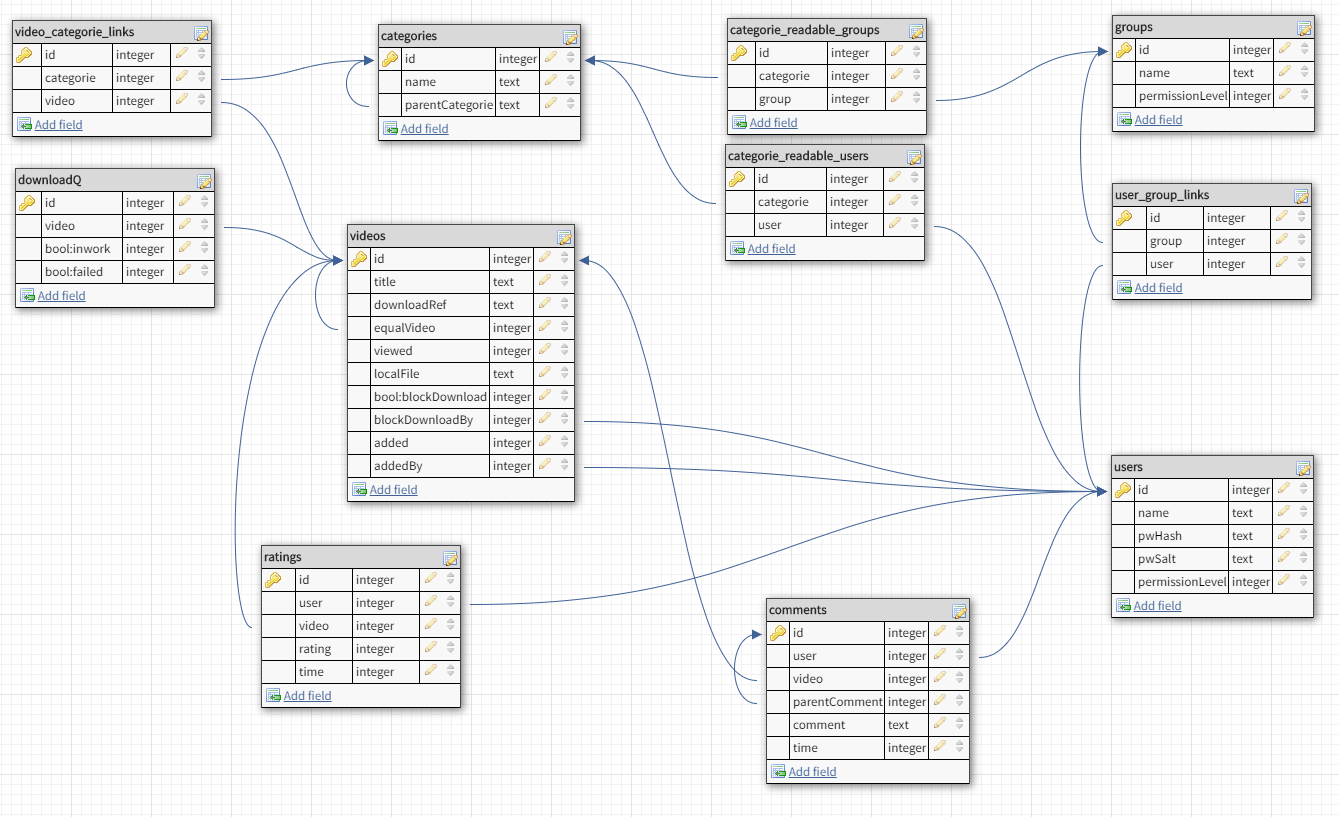 video_categorie_links
id integer
categorie integer
video integer
Add field
categories
id integer
name text
parentCategorie text
Add field
categorie_readable_groups
id integer
categorie integer
group integer
Add field
groups
id integer
name text
permissionLevel integer
Add field
downloadQ
id integer
video integer
bool:inwork integer
bool:failed integer
Add field
categorie_readable_users
id integer
categorie integer
user integer
Add field
user_group_links
id integer
group integer
user integer
Add field
videos
id integer
title text
downloadRef text
equalVideo integer
viewed integer
localFile text
bool:blockDownload integer
blockDownloadBy integer
added integer
addedBy integer
Add field
users
id integer
name text
pwHash text
pwSalt text
permissionLevel integer
Add field
ratings
id integer
user integer
video integer
rating integer
time integer
Add field
comments
id integer
user integer
video integer
parentComment integer
comment text
time integer
Add field